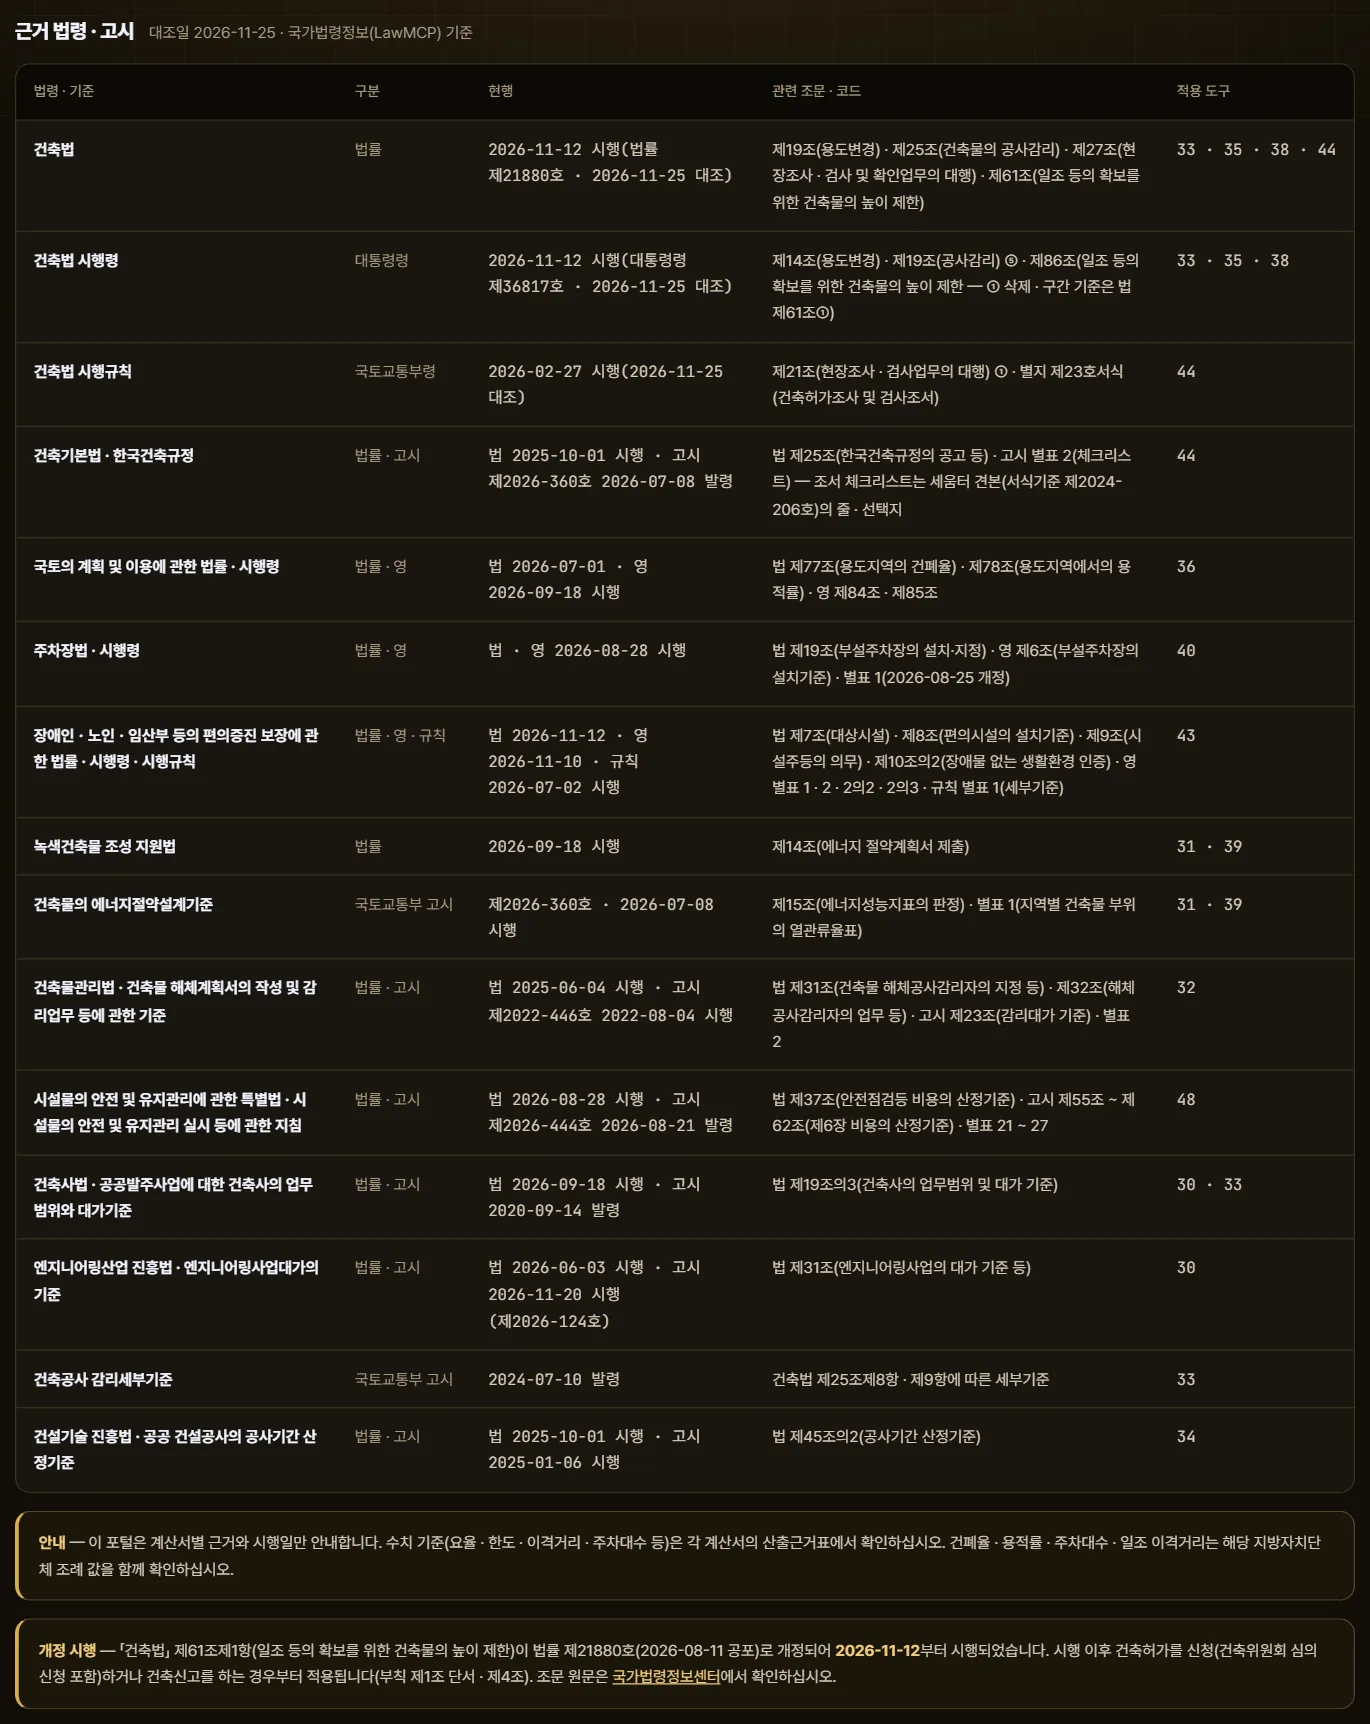 근거 법령 · 고시 대조일 2026-11-25 · 국가법령정보(LawMCP) 기준
법령 · 기준 구분 현행 관련 조문 · 코드 적용 도구
건축법 법률 2026-11-12 시행(법률 제19조(용도변경) · 제25조(건축물의 공사감리) · 제27조(현 33 · 35 · 38 · 44
제21880호 · 2026-11-25 대조) 장조사 · 검사 및 확인업무의 대행) · 제61조(일조 등의 확보를
위한 건축물의 높이 제한)
건축법 시행령 대통령령 2026-11-12 시행(대통령령 제14조(용도변경) · 제19조(공사감리) ⑤ · 제86조(일조 등의 33 · 35 · 38
제36817호 · 2026-11-25 대조) 확보를 위한 건축물의 높이 제한 — ① 삭제 · 구간 기준은 법
제61조①)
건축법 시행규칙 국토교통부령 2026-02-27 시행(2026-11-25 제21조(현장조사 · 검사업무의 대행) ① · 별지 제23호서식 44
대조) (건축허가조사 및 검사조서)
건축기본법 · 한국건축규정 법률 · 고시 법 2025-10-01 시행 · 고시 법 제25조(한국건축규정의 공고 등) · 고시 별표 2(체크리스 44
제2026-360호 2026-07-08 발령 트) — 조서 체크리스트는 세움터 견본(서식기준 제2024-
206호)의 줄 · 선택지
국토의 계획 및 이용에 관한 법률 · 시행령 법률 · 영 법 2026-07-01 · 영 법 제77조(용도지역의 건폐율) · 제78조(용도지역에서의 용 36
2026-09-18 시행 적률) · 영 제84조 · 제85조
주차장법 · 시행령 법률 · 영 법 · 영 2026-08-28 시행 법 제19조(부설주차장의 설치·지정) · 영 제6조(부설주차장의 40
설치기준) · 별표 1(2026-08-25 개정)
장애인 · 노인 · 임산부 등의 편의증진 보장에 관 법률 · 영 · 규칙 법 2026-11-12 · 영 법 제7조(대상시설) · 제8조(편의시설의 설치기준) · 제9조(시 43
한 법률 · 시행령 · 시행규칙 2026-11-10 · 규칙 설주등의 의무) · 제10조의2(장애물 없는 생활환경 인증) · 영
2026-07-02 시행 별표 1 · 2 · 2의2 · 2의3 · 규칙 별표 1(세부기준)
녹색건축물 조성 지원법 법률 2026-09-18 시행 제14조(에너지 절약계획서 제출) 31 · 39
건축물의 에너지절약설계기준 국토교통부 고시 제2026-360호 · 2026-07-08 제15조(에너지성능지표의 판정) · 별표 1(지역별 건축물 부위 31 · 39
시행 의 열관류율표)
건축물관리법 · 건축물 해체계획서의 작성 및 감 법률 · 고시 법 2025-06-04 시행 · 고시 법 제31조(건축물 해체공사감리자의 지정 등) · 제32조(해체 32
리업무 등에 관한 기준 제2022-446호 2022-08-04 시행 공사감리자의 업무 등) · 고시 제23조(감리대가 기준) · 별표
2
시설물의 안전 및 유지관리에 관한 특별법 · 시 법률 · 고시 법 2026-08-28 시행 · 고시 법 제37조(안전점검등 비용의 산정기준) · 고시 제55조 ~ 제 48
설물의 안전 및 유지관리 실시 등에 관한 지침 제2026-444호 2026-08-21 발령 62조(제6장 비용의 산정기준) · 별표 21 ~ 27
건축사법 · 공공발주사업에 대한 건축사의 업무 법률 · 고시 법 2026-09-18 시행 · 고시 법 제19조의3(건축사의 업무범위 및 대가 기준) 30 · 33
범위와 대가기준 2020-09-14 발령
엔지니어링산업 진흥법 · 엔지니어링사업대가의 법률 · 고시 법 2026-06-03 시행 · 고시 법 제31조(엔지니어링사업의 대가 기준 등) 30
기준 2026-11-20 시행
(제2026-124호)
건축공사 감리세부기준 국토교통부 고시 2024-07-10 발령 건축법 제25조제8항 · 제9항에 따른 세부기준 33
건설기술 진흥법 · 공공 건설공사의 공사기간 산 법률 · 고시 법 2025-10-01 시행 · 고시 법 제45조의2(공사기간 산정기준) 34
정기준 2025-01-06 시행
안내 — 이 포털은 계산서별 근거와 시행일만 안내합니다. 수치 기준(요율 · 한도 · 이격거리 · 주차대수 등)은 각 계산서의 산출근거표에서 확인하십시오. 건폐율 · 용적률 · 주차대수 · 일조 이격거리는 해당 지방자치단
체 조례 값을 함께 확인하십시오.
개정 시행 — 「건축법」 제61조제1항(일조 등의 확보를 위한 건축물의 높이 제한)이 법률 제21880호(2026-08-11 공포)로 개정되어 2026-11-12부터 시행되었습니다. 시행 이후 건축허가를 신청(건축위원회 심의
신청 포함)하거나 건축신고를 하는 경우부터 적용됩니다(부칙 제1조 단서 · 제4조). 조문 원문은 국가법령정보센터에서 확인하십시오.